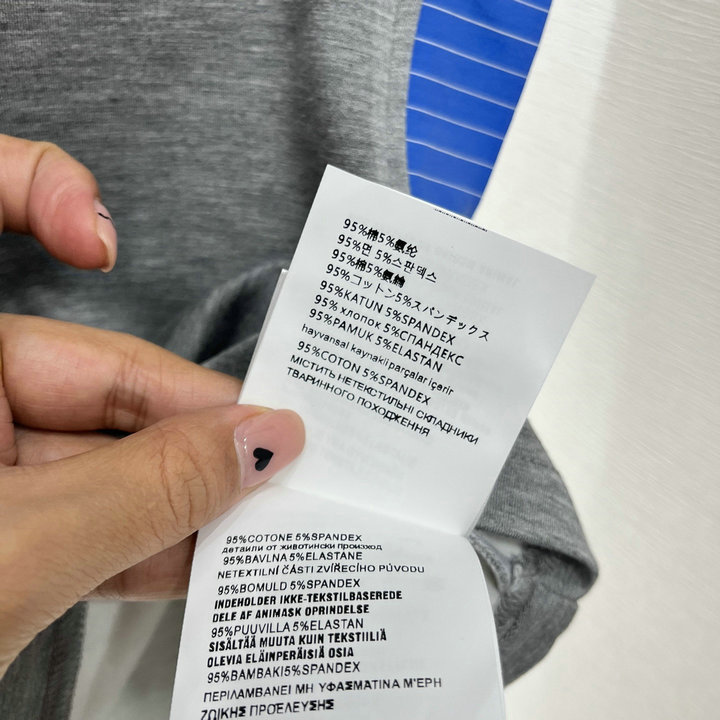 95%棉5%氨纶
95%면 5%스판덱스
95%棉5%氨綸
95%コットン5%スパンデックス
95%KATUN 5%SPANDEX
95% хлопок 5%СПАНДЕКС
95%PAMUK 5%ELASTAN
hayvansal kaynakli parçalar içerir
95%COTON 5%SPANDEX
МІСТИТЬ НЕТЕКСТИЛЬНІ СКЛАДНИКИ
ТВАРИННОГО ПОХОДЖЕННЯ
95%COTONE 5%SPANDEX
детаили от животински произход
95%BAVLNA 5%ELASTANE
NETEXTILNÍ ČÁSTI ZVÍŘECÍHO PŮVODU
95%BOMULD 5%SPANDEX
INDEHOLDER IKKE-TEKSTILBASEREDE
DELE AF ANIMASK OPRINDELSE
95%PUUVILLA 5%ELASTAN
SISÄLTÄÄ MUUTA KUIN TEKSTIILIÄ
OLEVIA ELÄINPERÄISIÄ OSIA
95%BAMBAKI5%SPANDEX
ΠΕΡΙΛΑΜΒΑΝΕΙ ΜΗ ΥΦΑΣΜΑΤΙΝΑ Μ'ΕΡΗ
ΖΩΙΚΗΣ ΠΡΟΕΛΕΥΣΗΣ